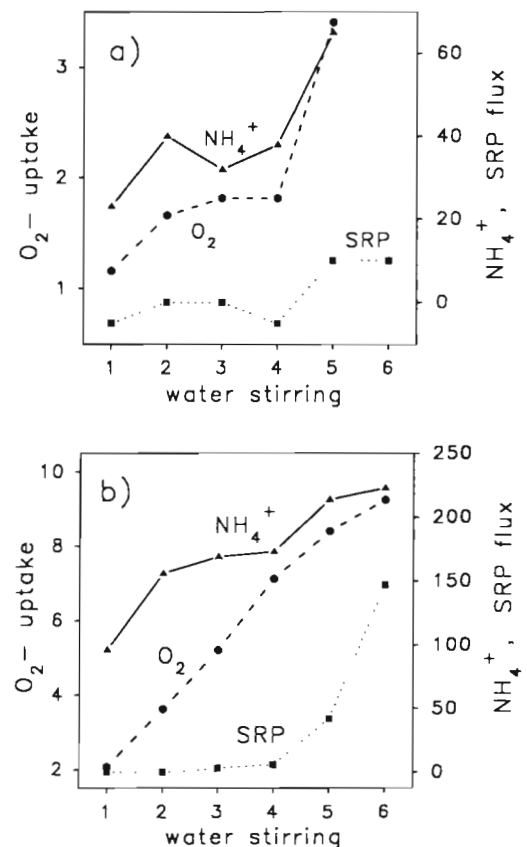 a)
3
2
1
O₂- uptake
NH₄⁺
O₂
SRP
60
40
20
0
NH₄⁺, SRP flux
1 2 3 4 5 6
water stirring
b)
10
8
6
4
2
O₂- uptake
NH₄⁺
O₂
SRP
250
200
150
100
50
0
NH₄⁺, SRP flux
1 2 3 4 5 6
water stirring